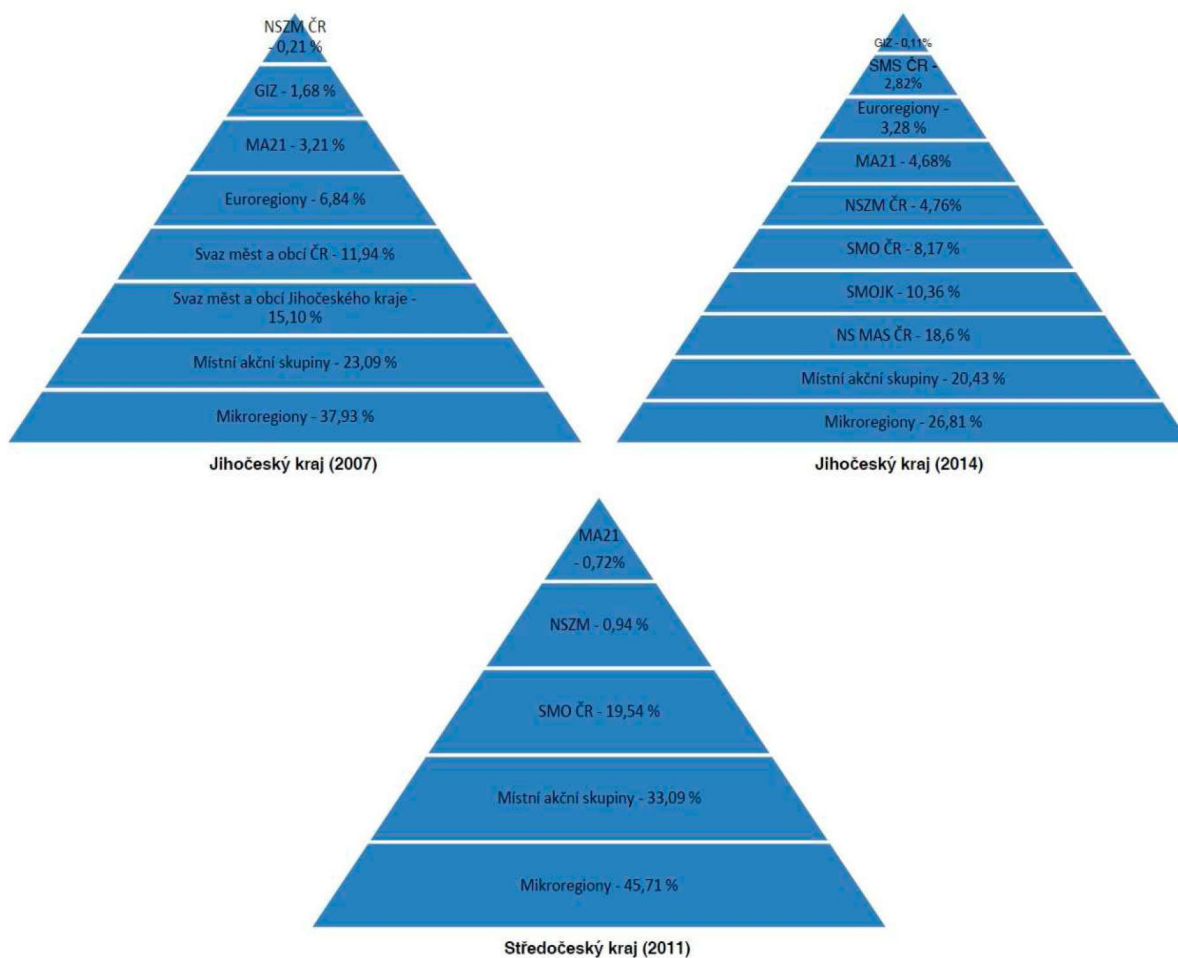 NSZM ČR
- 0,21 %
GIZ - 1,68 %
MA21 - 3,21 %
Euroregiony - 6,84 %
Svaz měst a obcí ČR - 11,94 %
Svaz měst a obcí Jihočeského kraje -
15,10 %
Místní akční skupiny - 23,09 %
Mikroregiony - 37,93 %
Jihočeský kraj (2007)
GIZ - 0,11%
SMS ČR -
2,82%
Euroregiony -
3,28 %
MA21 - 4,68%
NSZM ČR - 4,76%
SMO ČR - 8,17 %
SMOJK - 10,36 %
NS MAS ČR - 18,6 %
Místní akční skupiny - 20,43 %
Mikroregiony - 26,81 %
Jihočeský kraj (2014)
MA21
- 0,72%
NSZM - 0,94 %
SMO ČR - 19,54 %
Místní akční skupiny - 33,09 %
Mikroregiony - 45,71 %
Středočeský kraj (2011)